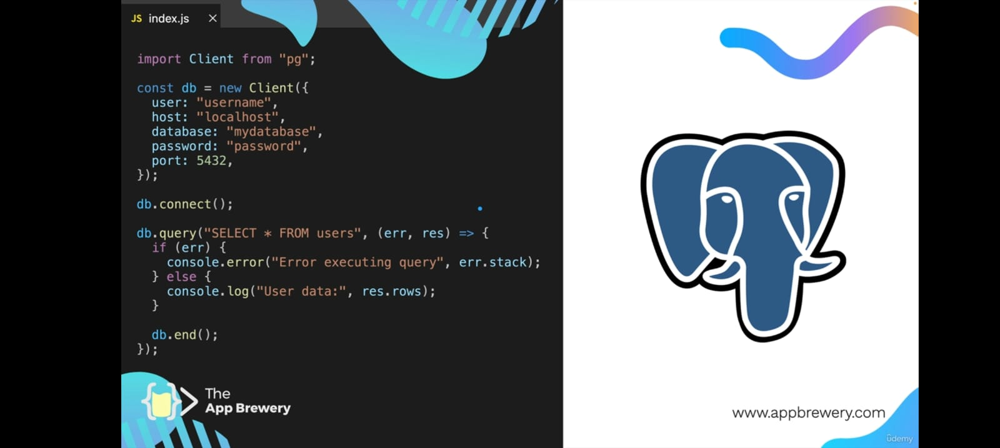 JS index.js ×
import Client from "pg";
const db = new Client({
  user: "username",
  host: "localhost",
  database: "mydatabase",
  password: "password",
  port: 5432,
});
db.connect();
db.query("SELECT * FROM users", (err, res) => {
  if (err) {
    console.error("Error executing query", err.stack);
  } else {
    console.log("User data:", res.rows);
  }
  db.end();
});
The
App Brewery
www.appbrewery.com
ûdemy